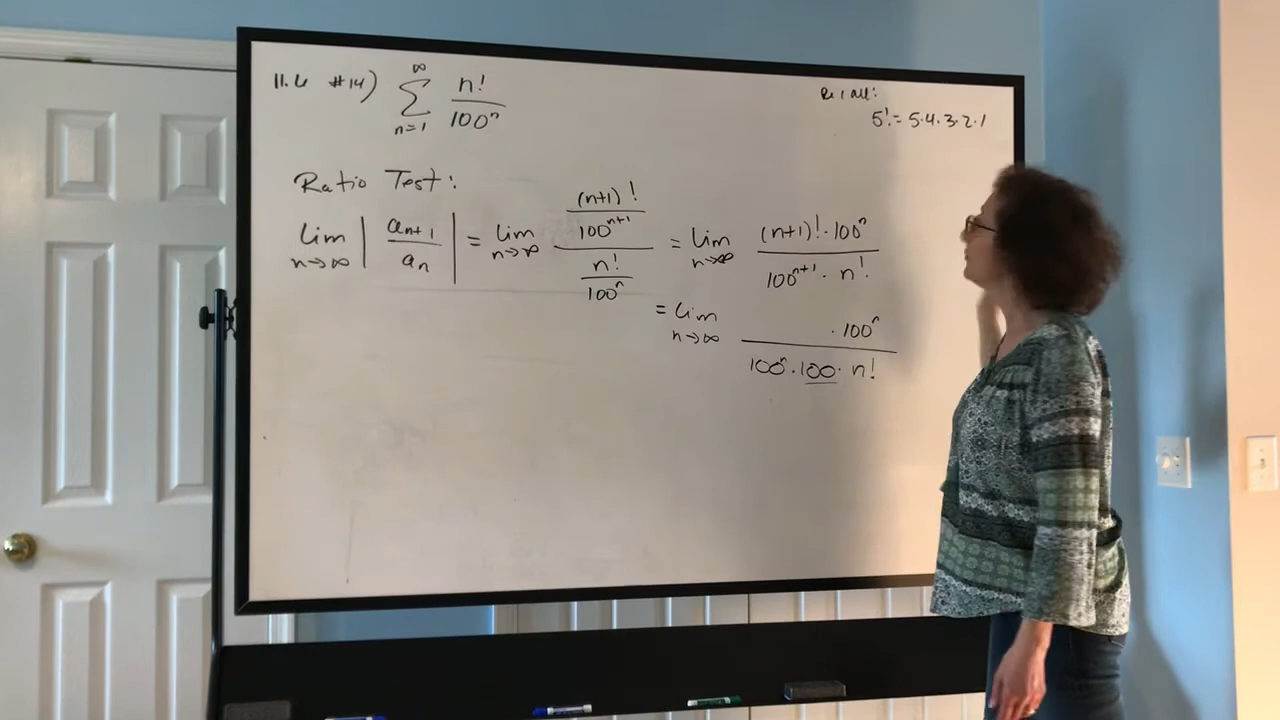 11.6 #14) ∑_{n=1}^{∞} n!/100^n
Recall:
5! = 5·4·3·2·1
Ratio Test:
lim_{n→∞} |a_{n+1}/a_n| = lim_{n→∞} ((n+1)!/100^{n+1})/(n!/100^n) = lim_{n→∞} ((n+1)!·100^n)/(100^{n+1}·n!)
= lim_{n→∞} (·100^n)/(100^n·100·n!)